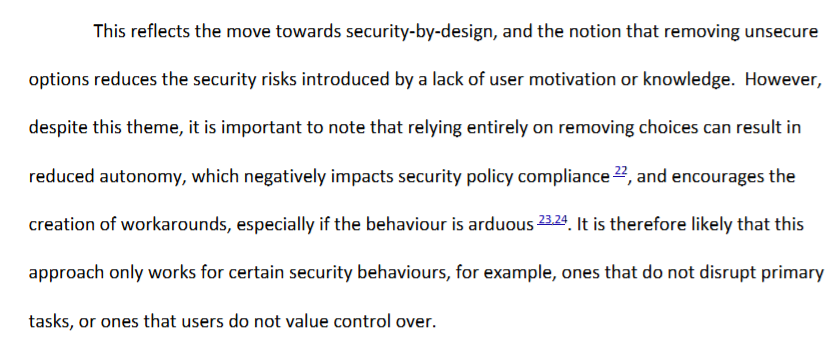 This reflects the move towards security-by-design, and the notion that removing unsecure
options reduces the security risks introduced by a lack of user motivation or knowledge.  However,
despite this theme, it is important to note that relying entirely on removing choices can result in
reduced autonomy, which negatively impacts security policy compliance 22, and encourages the
creation of workarounds, especially if the behaviour is arduous 23,24. It is therefore likely that this
approach only works for certain security behaviours, for example, ones that do not disrupt primary
tasks, or ones that users do not value control over.